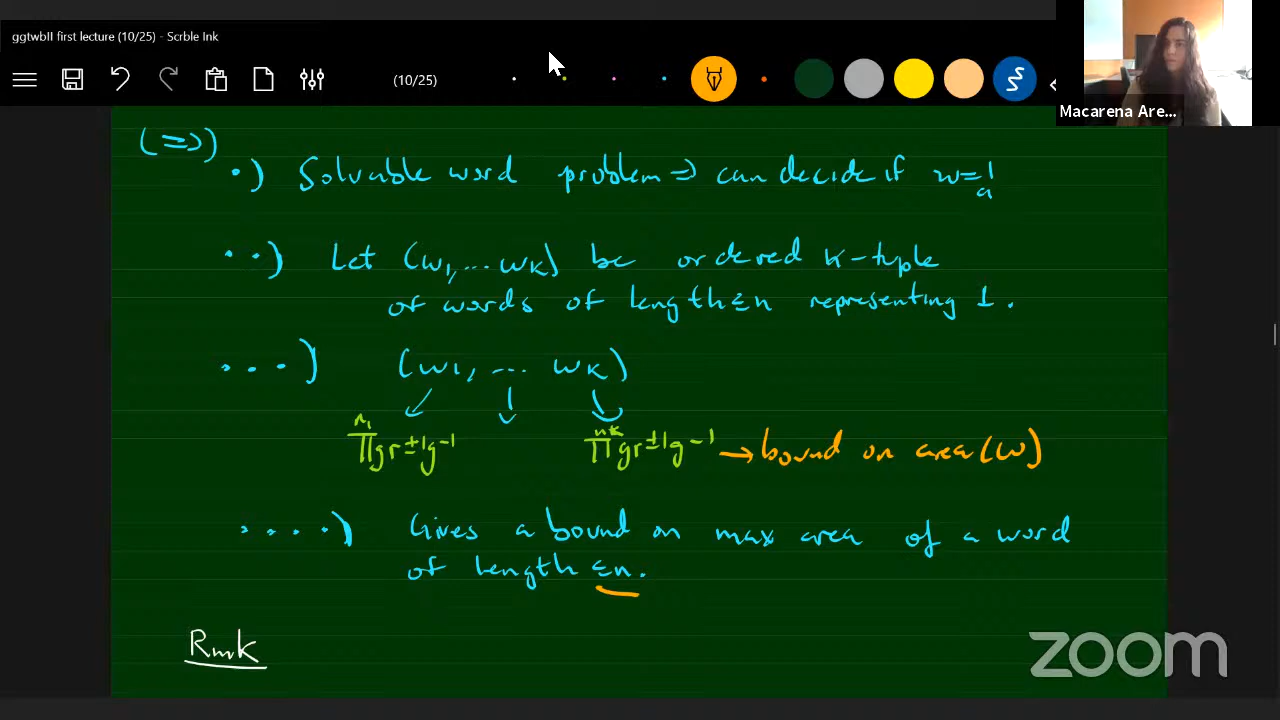 ggtwbII first lecture (10/25) - Scrble Ink
(10/25)
Macarena Are...
(⇒)
·) Solvable word problem ⇒ can decide if w=1
G
··) Let (w₁,...wₖ) be ordered k-tuple
of words of length≤n representing 1.
···) (w₁, ... wₖ)
n₁ ∏gr±1g−1 nₖ ∏gr±1g−1 → bound on area(w)
····) Gives a bound on max area of a word
of length ≤n.
Rmk
zoom